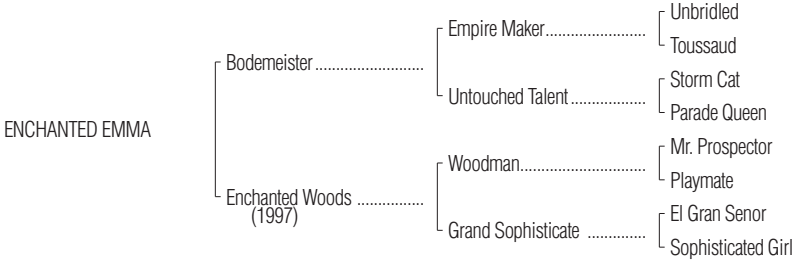 Unbridled
Empire Maker........................
Toussaud
Bodemeister..........................
Storm Cat
Untouched Talent..................
Parade Queen
ENCHANTED EMMA
Mr. Prospector
Woodman..............................
Playmate
Enchanted Woods ................
(1997)
El Gran Senor
Grand Sophisticate ..............
Sophisticated Girl